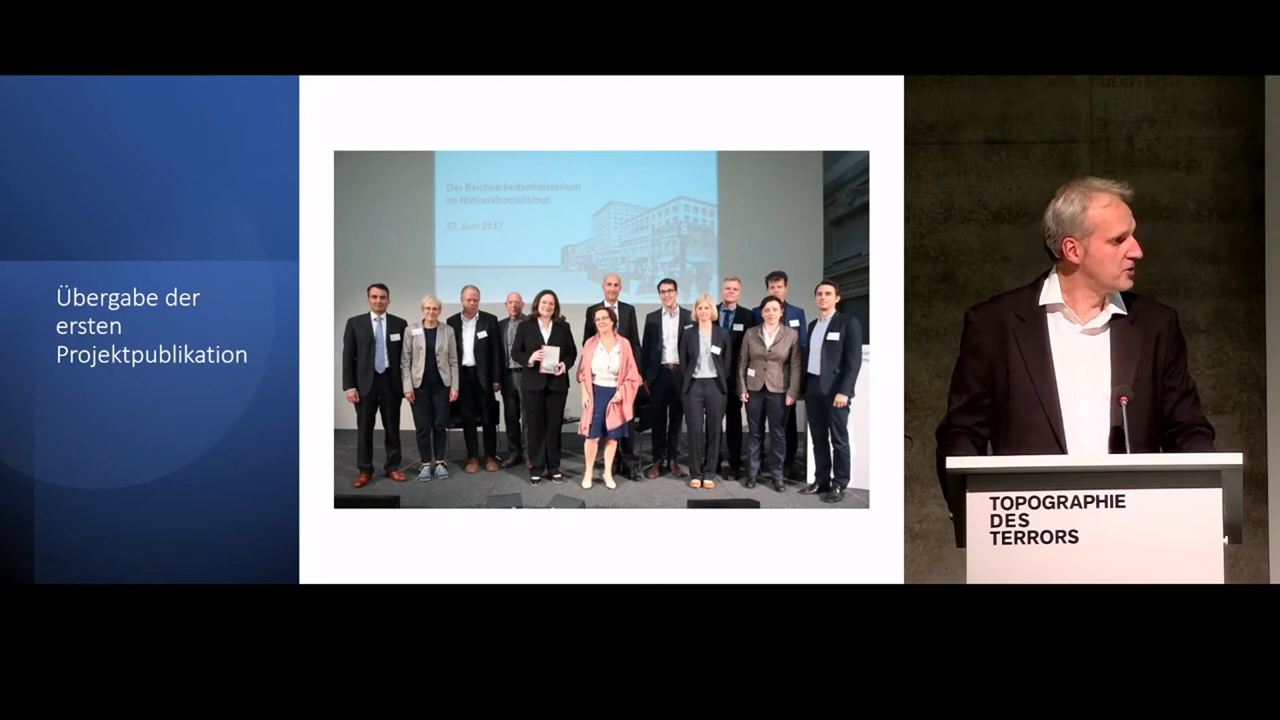 Übergabe der
ersten
Projektpublikation
Das Reichsarbeitsministerium
im Nationalsozialismus
27. Juni 2017
TOPOGRAPHIE
DES
TERRORS